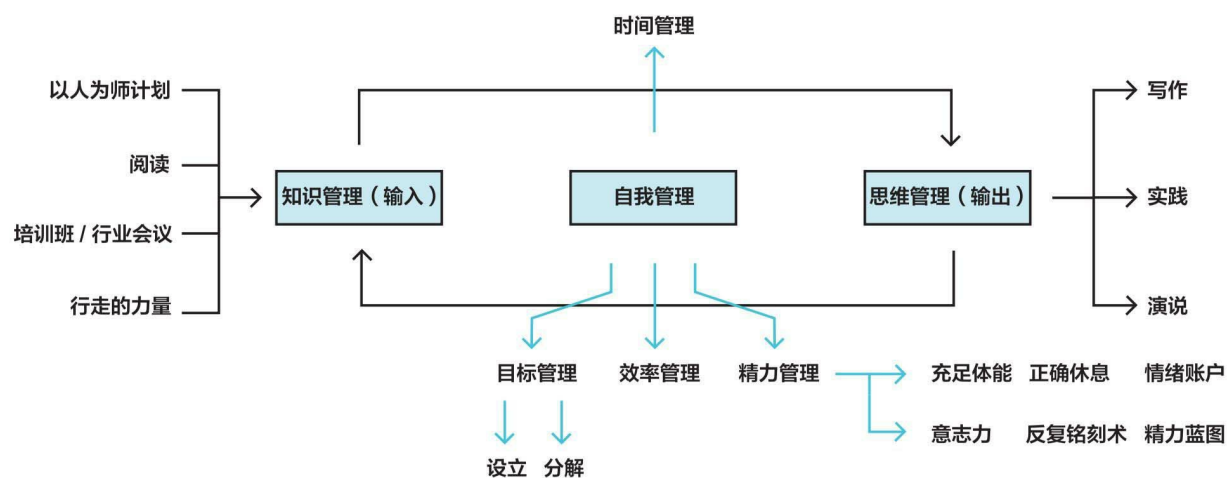 时间管理
以人为师计划
写作
阅读
知识管理（输入）
自我管理
思维管理（输出）
实践
培训班 / 行业会议
行走的力量
演说
目标管理 效率管理 精力管理
充足体能 正确休息 情绪账户
意志力 反复铭刻术 精力蓝图
设立 分解